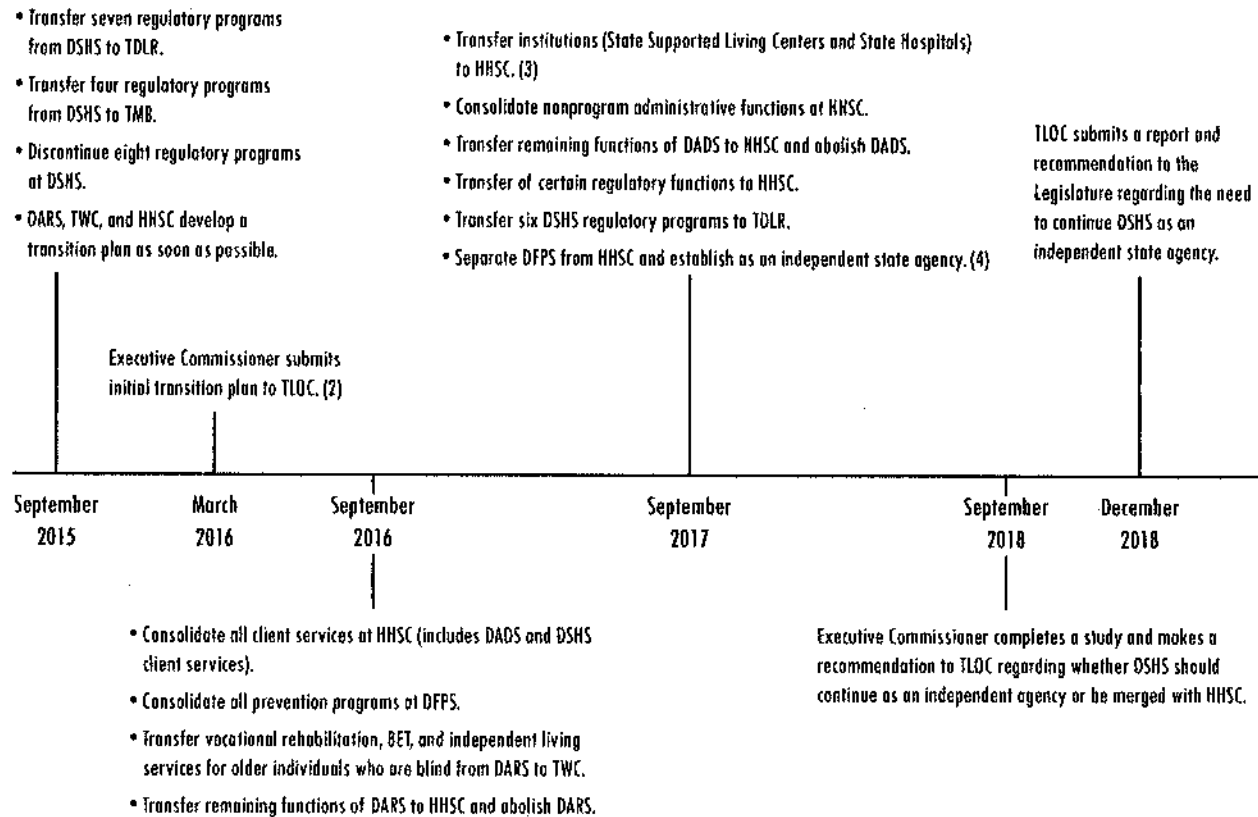 • Transfer seven regulatory programs
from DSHS to TDLR.
• Transfer four regulatory programs
from DSHS to TMB.
• Discontinue eight regulatory programs
at DSHS.
• DARS, TWC, and HHSC develop a
transition plan as soon as possible.
Executive Commissioner submits
initial transition plan to TLOC. (2)
• Transfer institutions (State Supported Living Centers and State Hospitals)
to HHSC. (3)
• Consolidate nonprogram administrative functions at HHSC.
• Transfer remaining functions of DADS to HHSC and abolish DADS.
• Transfer of certain regulatory functions to HHSC.
• Transfer six DSHS regulatory programs to TDLR.
• Separate DFPS from HHSC and establish as an independent state agency. (4)
TLOC submits a report and
recommendation to the
Legislature regarding the need
to continue DSHS as an
independent state agency.
September
2015
March
2016
September
2016
September
2017
September
2018
December
2018
• Consolidate all client services at HHSC (includes DADS and DSHS
client services).
• Consolidate all prevention programs at DFPS.
• Transfer vocational rehabilitation, BET, and independent living
services for older individuals who are blind from DARS to TWC.
• Transfer remaining functions of DARS to HHSC and abolish DARS.
Executive Commissioner completes a study and makes a
recommendation to TLOC regarding whether DSHS should
continue as an independent agency or be merged with HHSC.